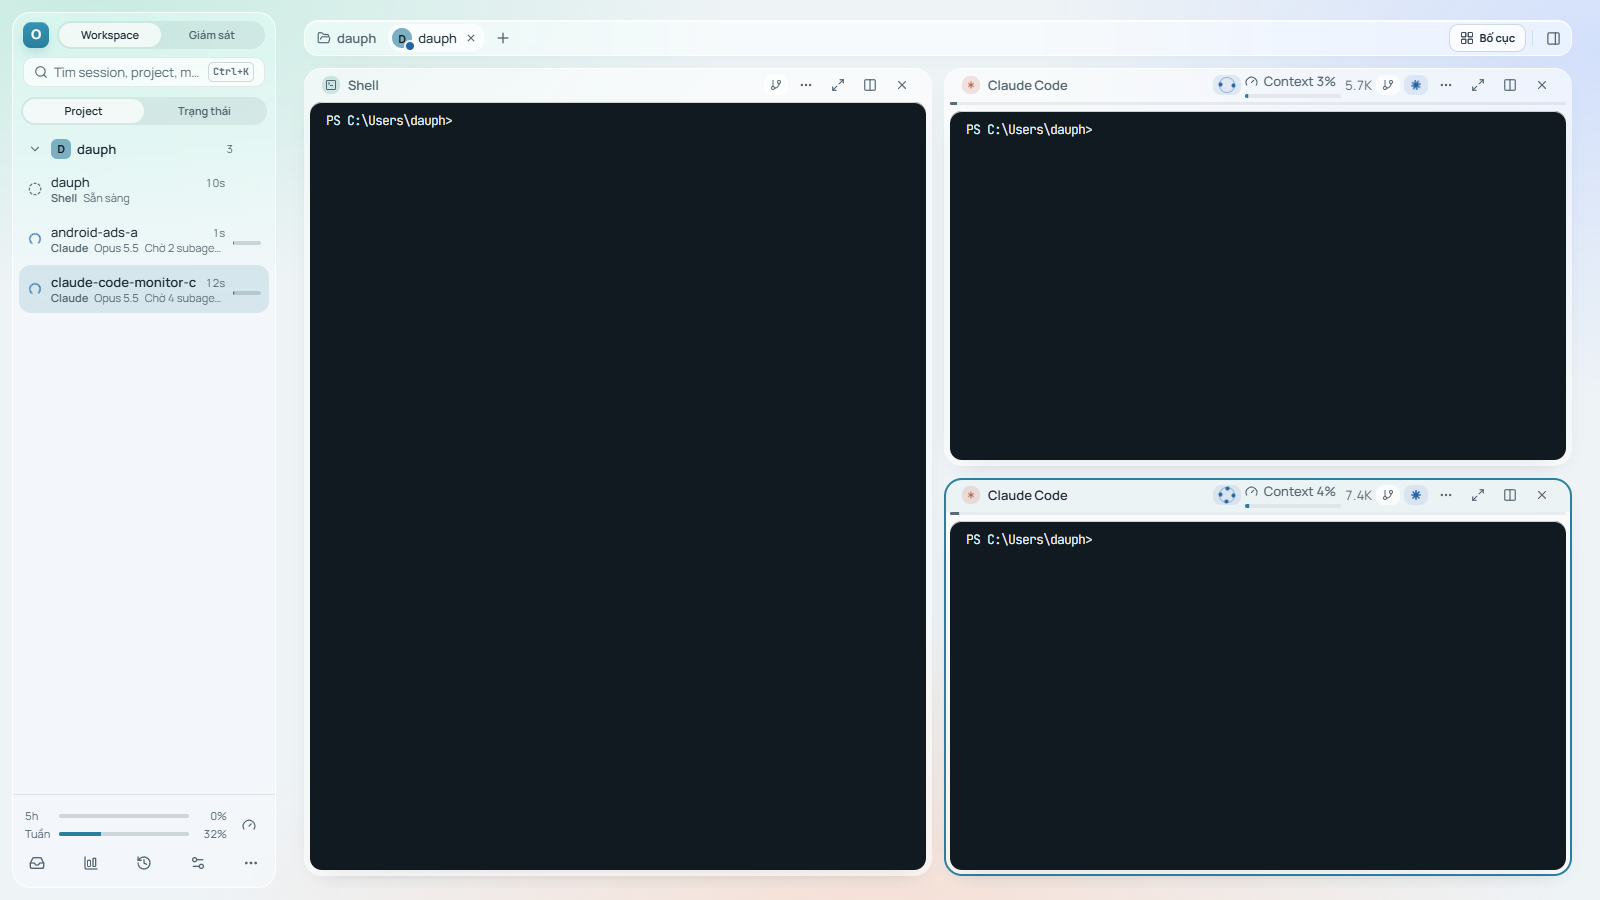 O Workspace Giám sát
Tìm session, project, m... Ctrl+K
Project Trạng thái
D dauph 3
dauph 10s
Shell Sẵn sàng
android-ads-a 1s
Claude Opus 5.5 Chờ 2 subage...
claude-code-monitor-c 12s
Claude Opus 5.5 Chờ 4 subage...
5h 0%
Tuần 32%
dauph D dauph Bố cục
Shell
PS C:\Users\dauph>
Claude Code Context 3% 5.7K
PS C:\Users\dauph>
Claude Code Context 4% 7.4K
PS C:\Users\dauph>